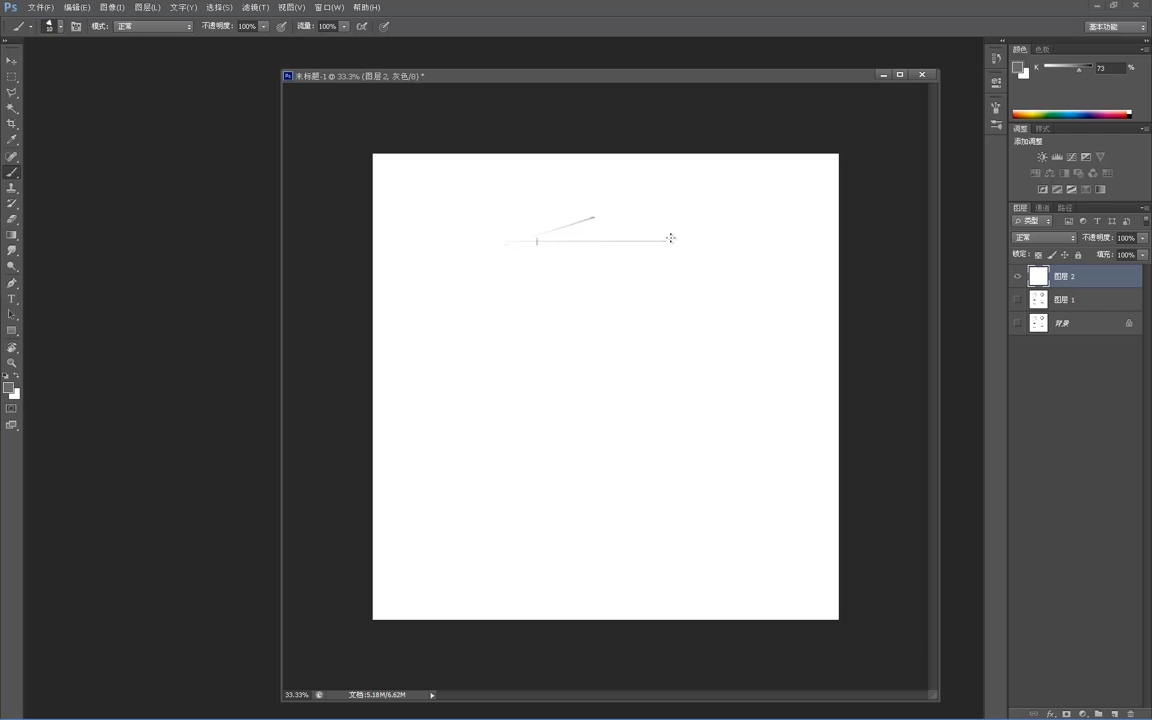 Ps 文件(F) 编辑(E) 图像(I) 图层(L) 文字(Y) 选择(S) 滤镜(T) 视图(V) 窗口(W) 帮助(H)
10 模式: 正常 不透明度: 100% 流量: 100% 基本功能
颜色 色板
K 73 %
未标题-1 @ 33.3% (图层 2, 灰色/8) *
调整 样式
添加调整
图层 通道 路径
类型
正常 不透明度: 100%
锁定: 填充: 100%
图层 2
图层 1
背景
33.33% 文档:5.18M/6.62M